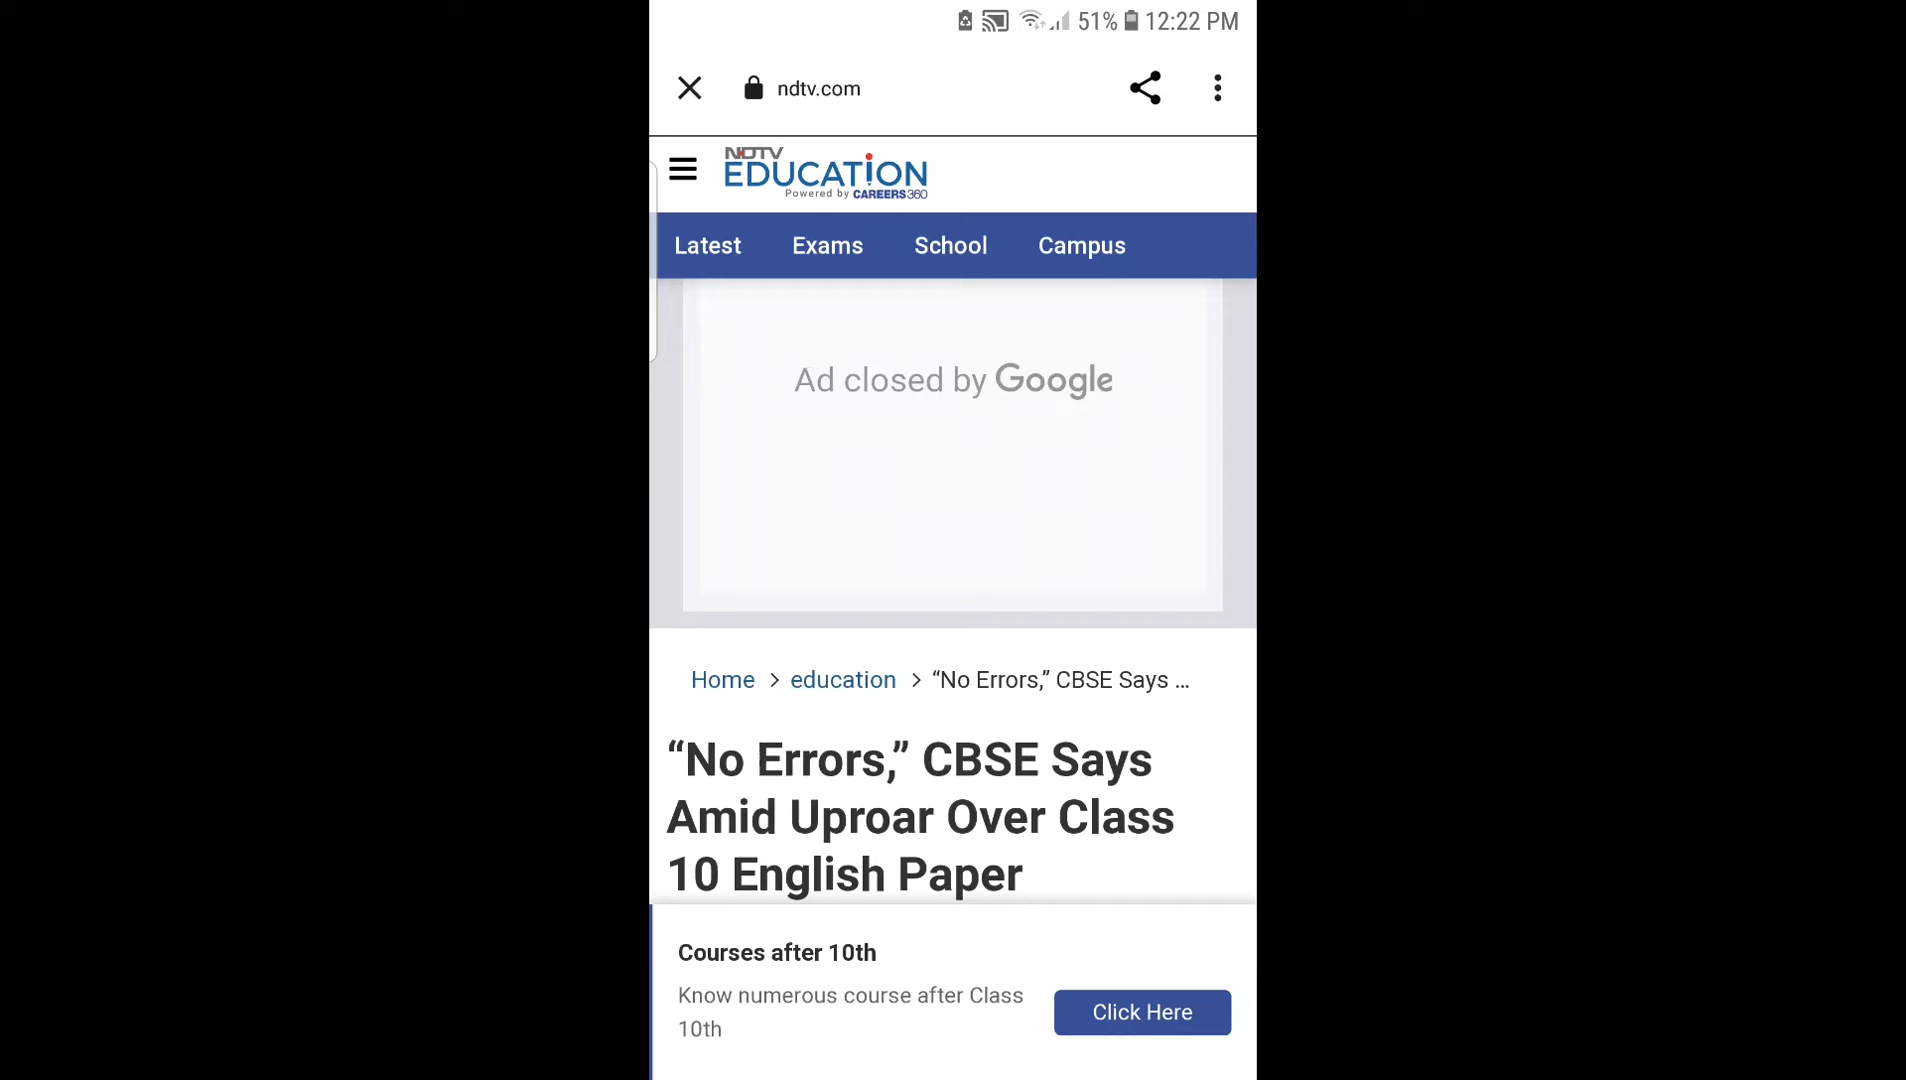 51% 12:22 PM
ndtv.com
NDTV
EDUCATION
Powered by CAREERS360
Latest Exams School Campus
Ad closed by Google
Home > education > “No Errors,” CBSE Says ...
“No Errors,” CBSE Says
Amid Uproar Over Class
10 English Paper
Courses after 10th
Know numerous course after Class
10th
Click Here